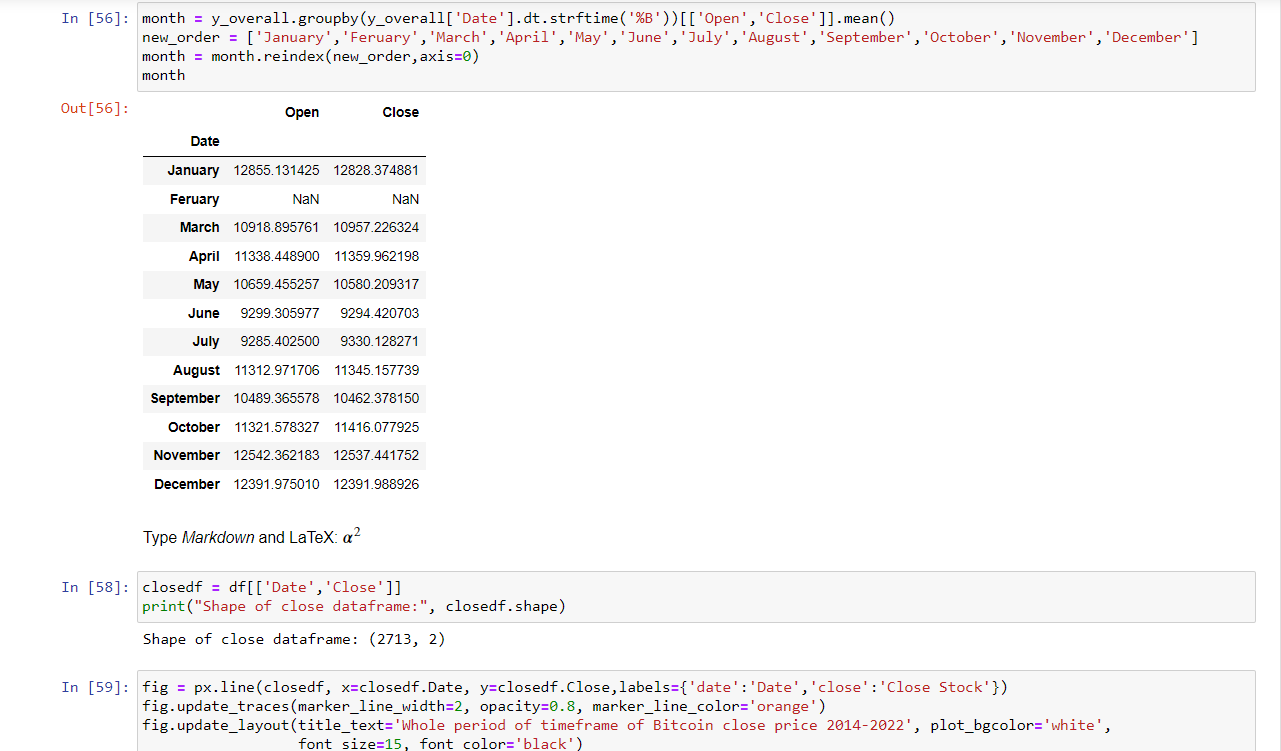 In [56]: month = y_overall.groupby(y_overall['Date'].dt.strftime('%B'))[['Open','Close']].mean()
new_order = ['January','Feruary','March','April','May','June','July','August','September','October','November','December']
month = month.reindex(new_order,axis=0)
month
Out[56]:
Open Close
Date
January 12855.131425 12828.374881
Feruary NaN NaN
March 10918.895761 10957.226324
April 11338.448900 11359.962198
May 10659.455257 10580.209317
June 9299.305977 9294.420703
July 9285.402500 9330.128271
August 11312.971706 11345.157739
September 10489.365578 10462.378150
October 11321.578327 11416.077925
November 12542.362183 12537.441752
December 12391.975010 12391.988926
Type Markdown and LaTeX: α²
In [58]: closedf = df[['Date','Close']]
print("Shape of close dataframe:", closedf.shape)
Shape of close dataframe: (2713, 2)
In [59]: fig = px.line(closedf, x=closedf.Date, y=closedf.Close,labels={'date':'Date','close':'Close Stock'})
fig.update_traces(marker_line_width=2, opacity=0.8, marker_line_color='orange')
fig.update_layout(title_text='Whole period of timeframe of Bitcoin close price 2014-2022', plot_bgcolor='white',
font_size=15, font_color='black')